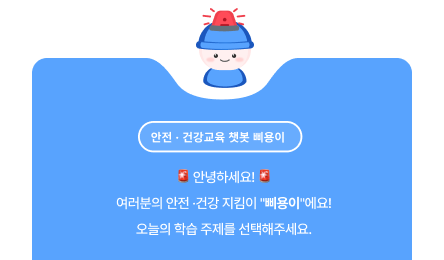 안전 · 건강교육 챗봇 삐용이
🚨 안녕하세요! 🚨
여러분의 안전 ·건강 지킴이 "삐용이"에요!
오늘의 학습 주제를 선택해주세요.